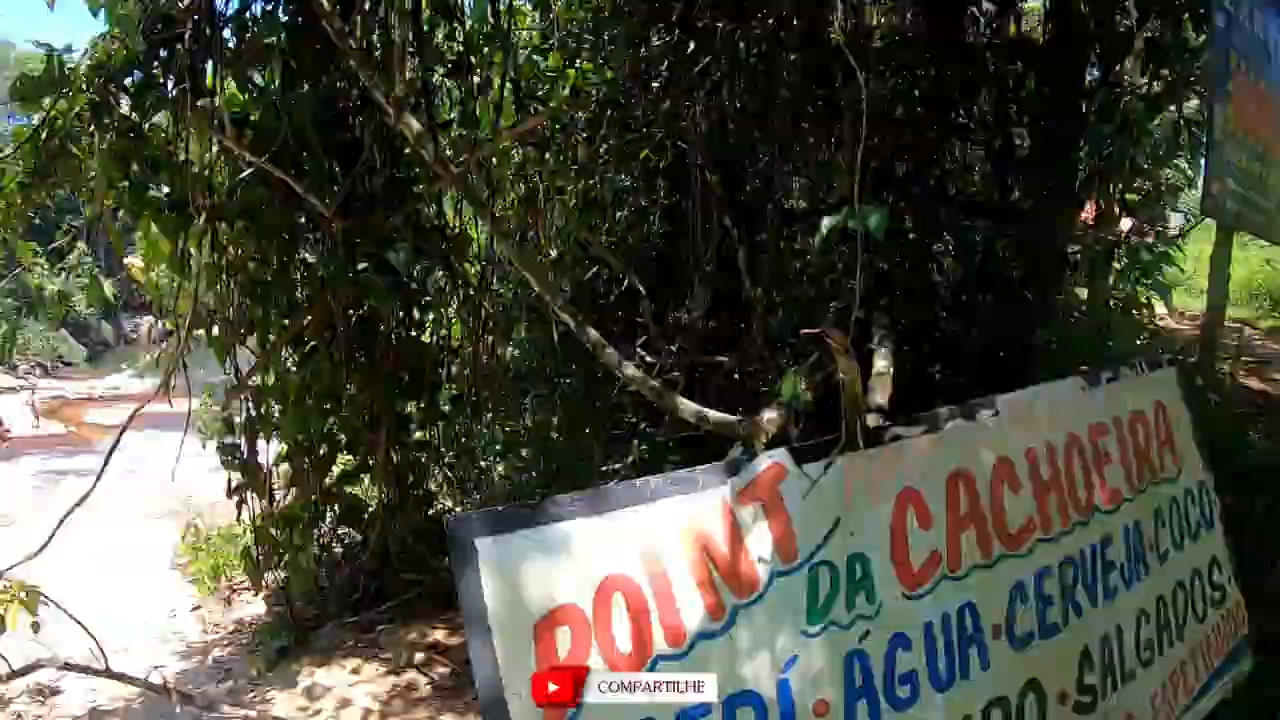 POINT DA CACHOEIRA
ÁGUA · CERVEJA · COCO
· SALGADOS ·
COMPARTILHE